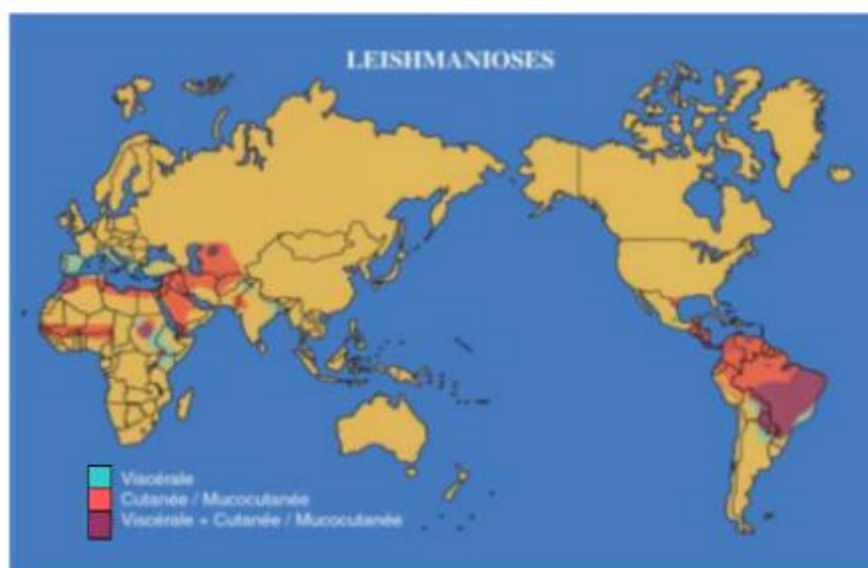 LEISHMANIOSES
Viscérale
Cutanée / Mucocutanée
Viscérale + Cutanée / Mucocutanée